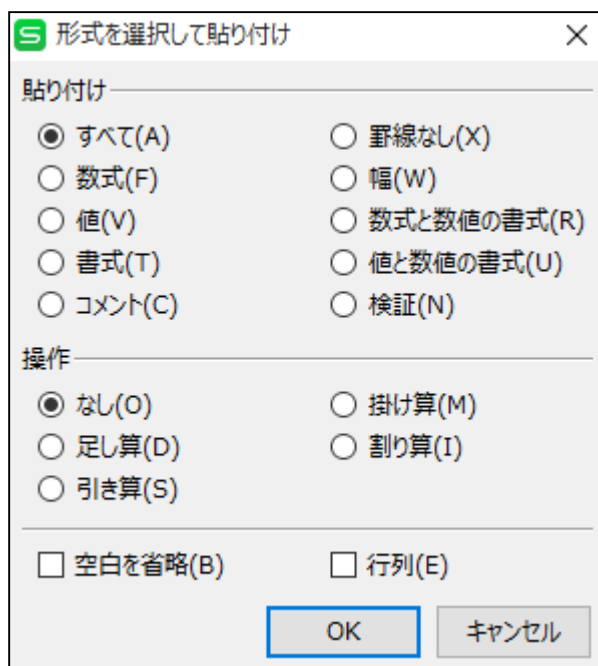 S 形式を選択して貼り付け
貼り付け
すべて(A) 罫線なし(X)
数式(F) 幅(W)
値(V) 数式と数値の書式(R)
書式(T) 値と数値の書式(U)
コメント(C) 検証(N)
操作
なし(O) 掛け算(M)
足し算(D) 割り算(I)
引き算(S)
空白を省略(B) 行列(E)
OK キャンセル